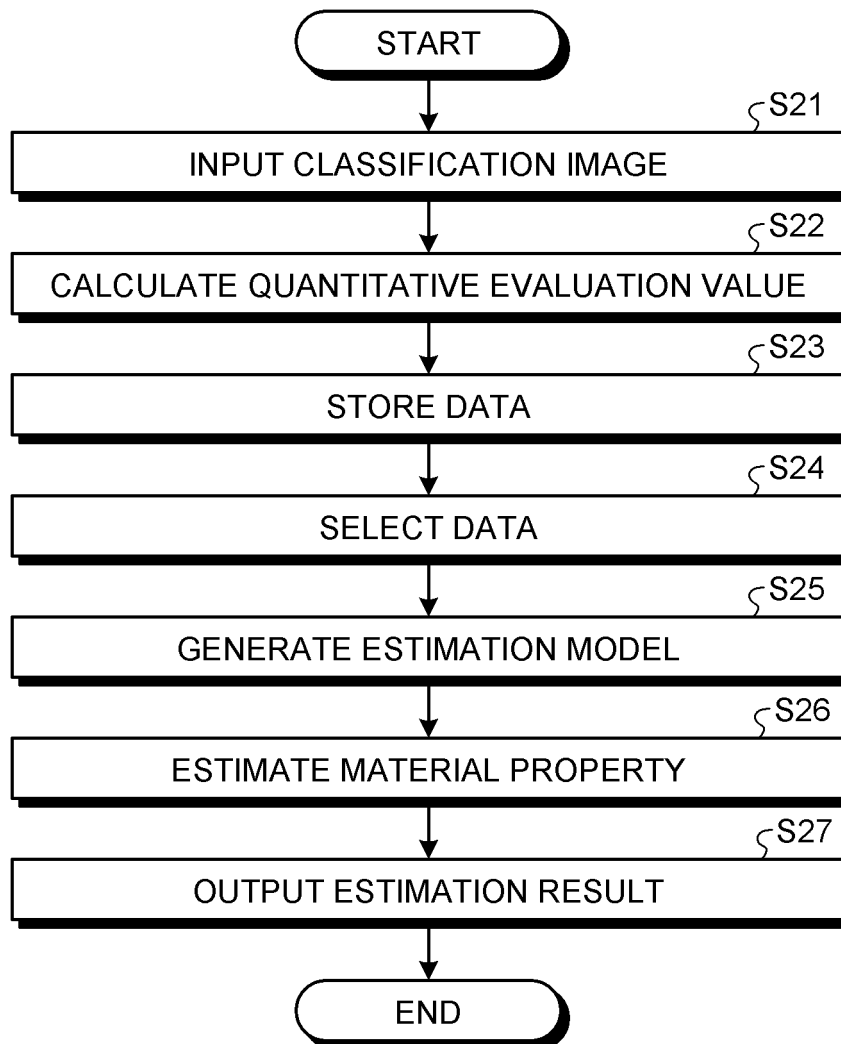 START
S21
INPUT CLASSIFICATION IMAGE
S22
CALCULATE QUANTITATIVE EVALUATION VALUE
S23
STORE DATA
S24
SELECT DATA
S25
GENERATE ESTIMATION MODEL
S26
ESTIMATE MATERIAL PROPERTY
S27
OUTPUT ESTIMATION RESULT
END